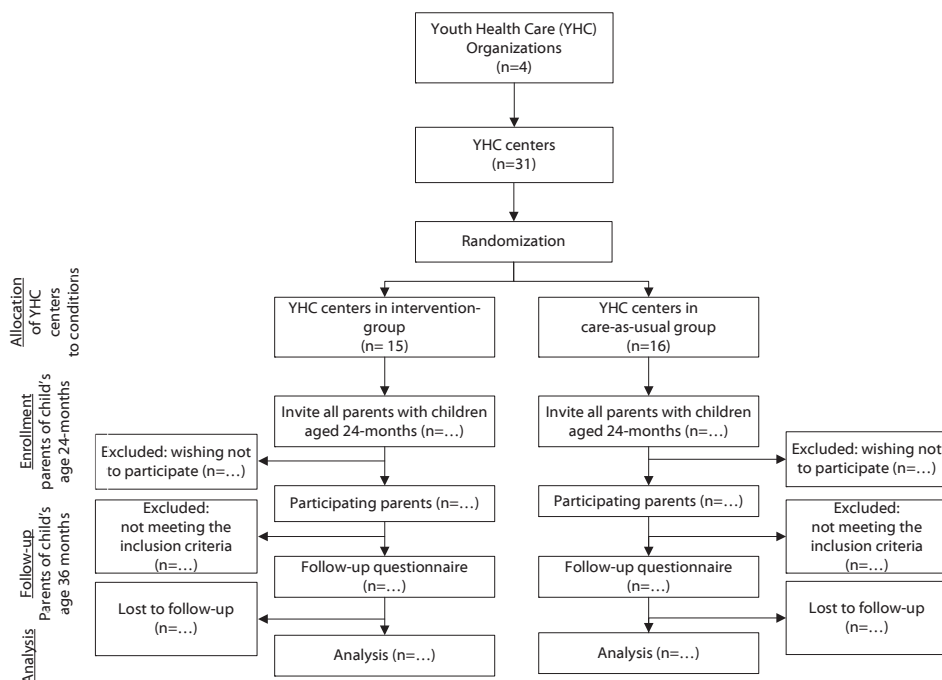 Youth Health Care (YHC)
Organizations
(n=4)
YHC centers
(n=31)
Randomization
Allocation
of YHC
centers
to conditions
YHC centers in intervention-
group
(n= 15)
YHC centers in
care-as-usual group
(n=16)
Enrollment
parents of child's
age 24-months
Invite all parents with children
aged 24-months (n=…)
Invite all parents with children
aged 24-months (n=…)
Excluded: wishing not
to participate (n=…)
Excluded: wishing not
to participate (n=…)
Participating parents (n=…)
Participating parents (n=…)
Follow-up
Parents of child's
age 36 months
Excluded:
not meeting the
inclusion criteria
(n=…)
Excluded:
not meeting the
inclusion criteria
(n=…)
Follow-up questionnaire
(n=…)
Follow-up questionnaire
(n=…)
Lost to follow-up
(n=…)
Lost to follow-up
(n=…)
Analysis
Analysis (n=…)
Analysis (n=…)